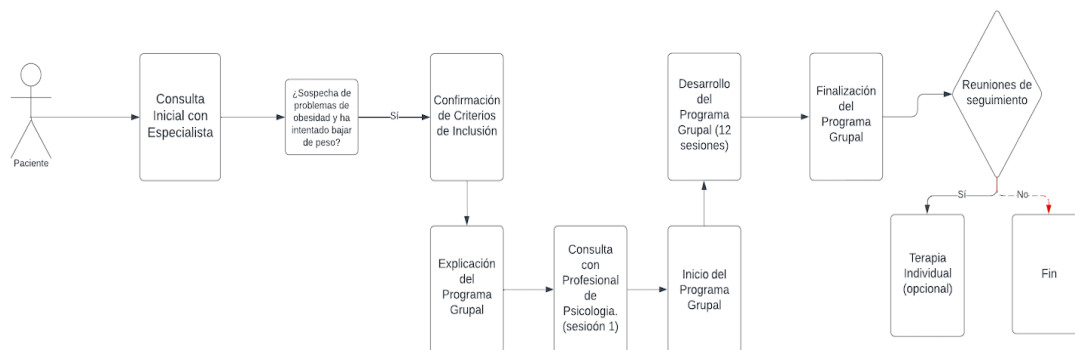 Paciente
Consulta
Inicial con
Especialista
¿Sospecha de
problemas de
obesidad y ha
intentado bajar
de peso?
Sí
Confirmación
de Criterios
de Inclusión
Explicación
del
Programa
Grupal
Consulta
con
Profesional
de
Psicologia.
(sesioón 1)
Inicio del
Programa
Grupal
Desarrollo
del
Programa
Grupal (12
sesiones)
Finalización
del
Programa
Grupal
Reuniones de
seguimiento
Sí
No
Terapia
Individual
(opcional)
Fin